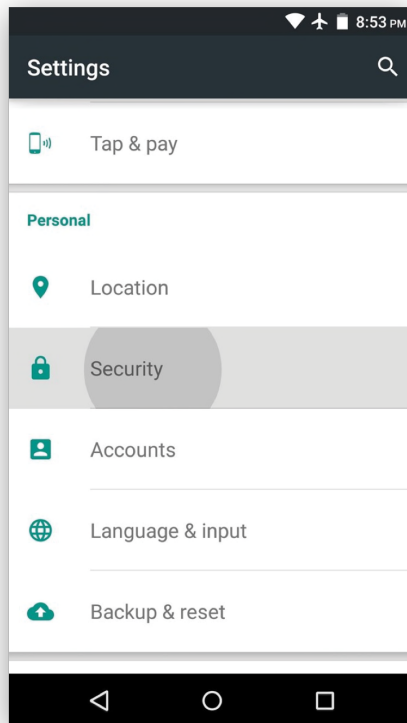 8:53 PM
Settings
Tap & pay
Personal
Location
Security
Accounts
Language & input
Backup & reset